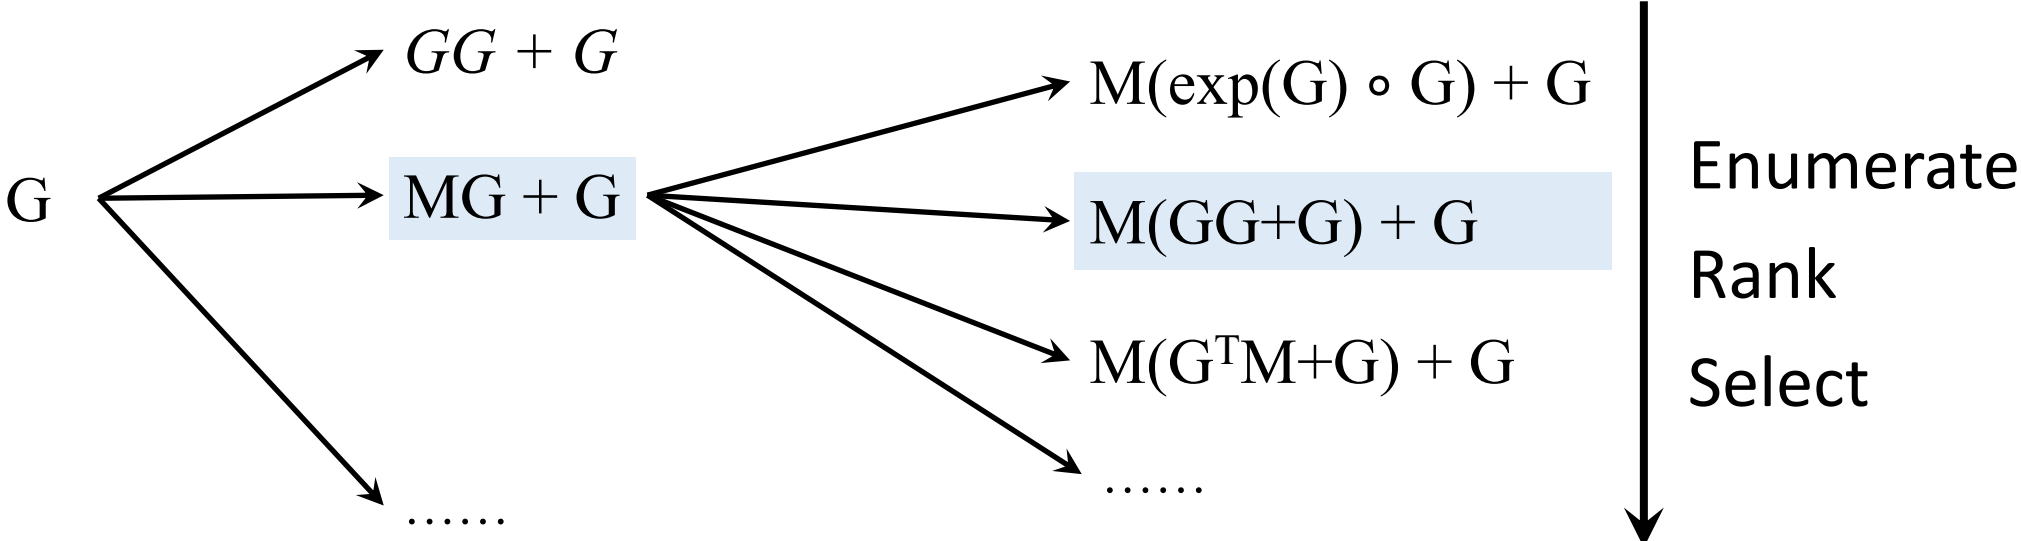 G
GG + G
MG + G
......
M(exp(G) ∘ G) + G
M(GG+G) + G
M(GᵀM+G) + G
......
Enumerate
Rank
Select